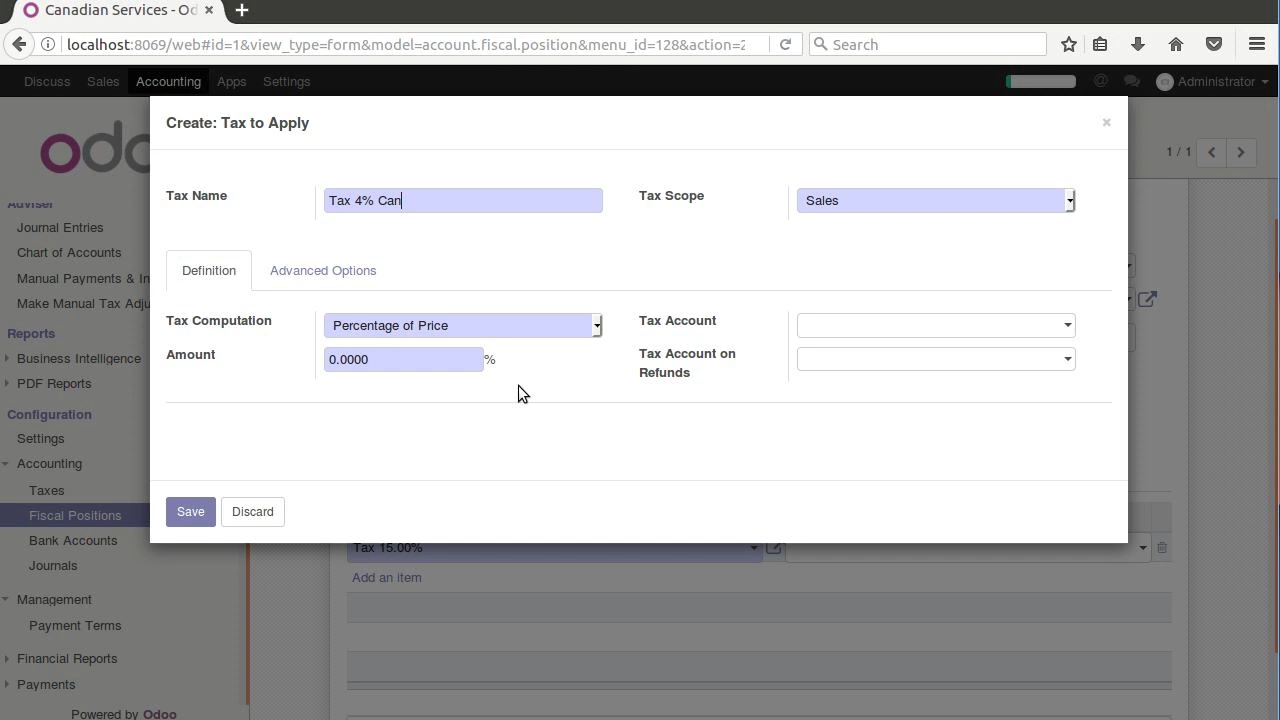 Canadian Services - Od
localhost:8069/web#id=1&view_type=form&model=account.fiscal.position&menu_id=128&action=2
Search
Discuss
Sales
Accounting
Apps
Settings
@
Administrator
odo
1 / 1
Adviser
Journal Entries
Chart of Accounts
Manual Payments & In
Make Manual Tax Adju
Reports
Business Intelligence
PDF Reports
Configuration
Settings
Accounting
Taxes
Fiscal Positions
Bank Accounts
Journals
Management
Payment Terms
Financial Reports
Payments
Powered by Odoo
Create: Tax to Apply
×
Tax Name
Tax 4% Can
Tax Scope
Sales
Definition
Advanced Options
Tax Computation
Percentage of Price
Tax Account
Amount
0.0000 %
Tax Account on
Refunds
Save
Discard
Tax 15.00%
Add an item